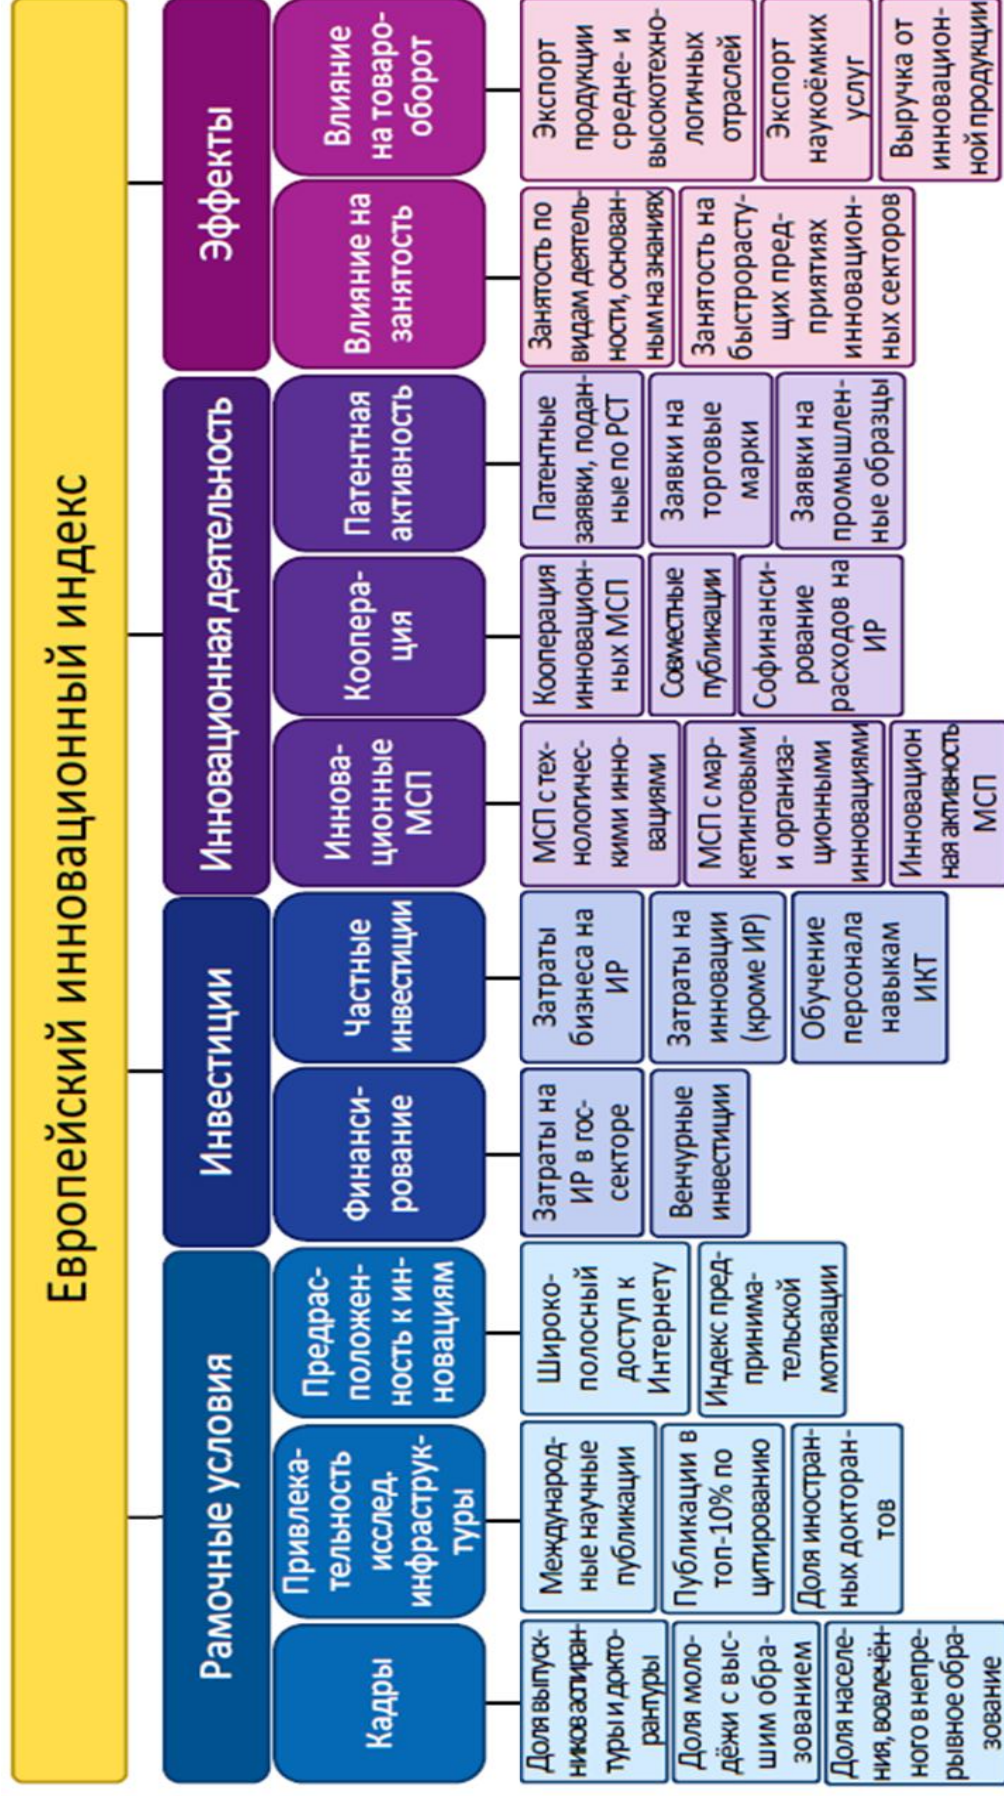 Европейский инновационный индекс
Рамочные условия
Инвестиции
Инновационная деятельность
Эффекты
Кадры
Привлека-
тельность
исслед.
инфраструк-
туры
Предрас-
положен-
ность к ин-
новациям
Финанси-
рование
Частные
инвестиции
Иннова-
ционные
МСП
Коопера-
ция
Патентная
активность
Влияние на
занятость
Влияние
на товаро-
оборот
Доля выпуск-
ников аспиран-
туры и докто-
рантуры
Доля моло-
дёжи с выс-
шим обра-
зованием
Доля населе-
ния, вовлечён-
ного в непре-
рывное обра-
зование
Международ-
ные научные
публикации
Публикации в
топ-10% по
цитированию
Доля иностран-
ных докторан-
тов
Широко-
полосный
доступ к
Интернету
Индекс пред-
принима-
тельской
мотивации
Затраты на
ИР в гос-
секторе
Венчурные
инвестиции
Затраты
бизнеса на
ИР
Затраты на
инновации
(кроме ИР)
Обучение
персонала
навыкам
ИКТ
МСП с тех-
нологичес-
кими инно-
вациями
МСП с мар-
кетинговыми
и организа-
ционными
инновациями
Инновацион
ная активность
МСП
Кооперация
инновацион-
ных МСП
Совместные
публикации
Софинанси-
рование
расходов на
ИР
Патентные
заявки, подан-
ные по РСТ
Заявки на
торговые
марки
Заявки на
промышлен-
ные образцы
Занятость по
видам деятель-
ности, основан-
ным на знаниях
Занятость на
быстрорасту-
щих пред-
приятиях
инновацион-
ных секторов
Экспорт
продукции
средне- и
высокотехно-
логичных
отраслей
Экспорт
наукоёмких
услуг
Выручка от
инновацион-
ной продукции